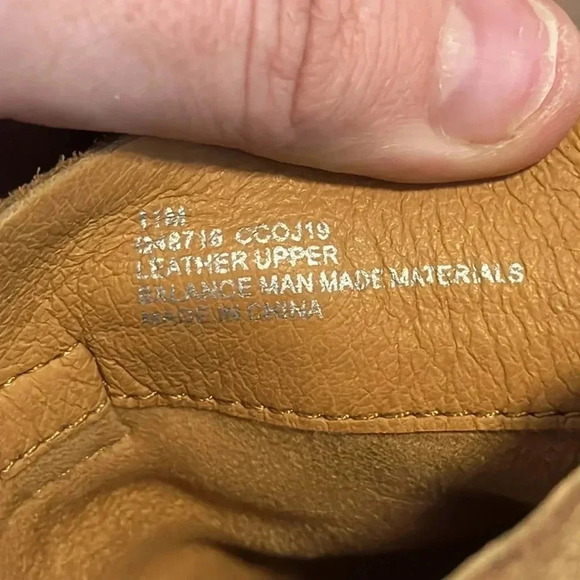 11M
CCOJ19
LEATHER UPPER
BALANCE MAN MADE MATERIALS
MADE IN CHINA